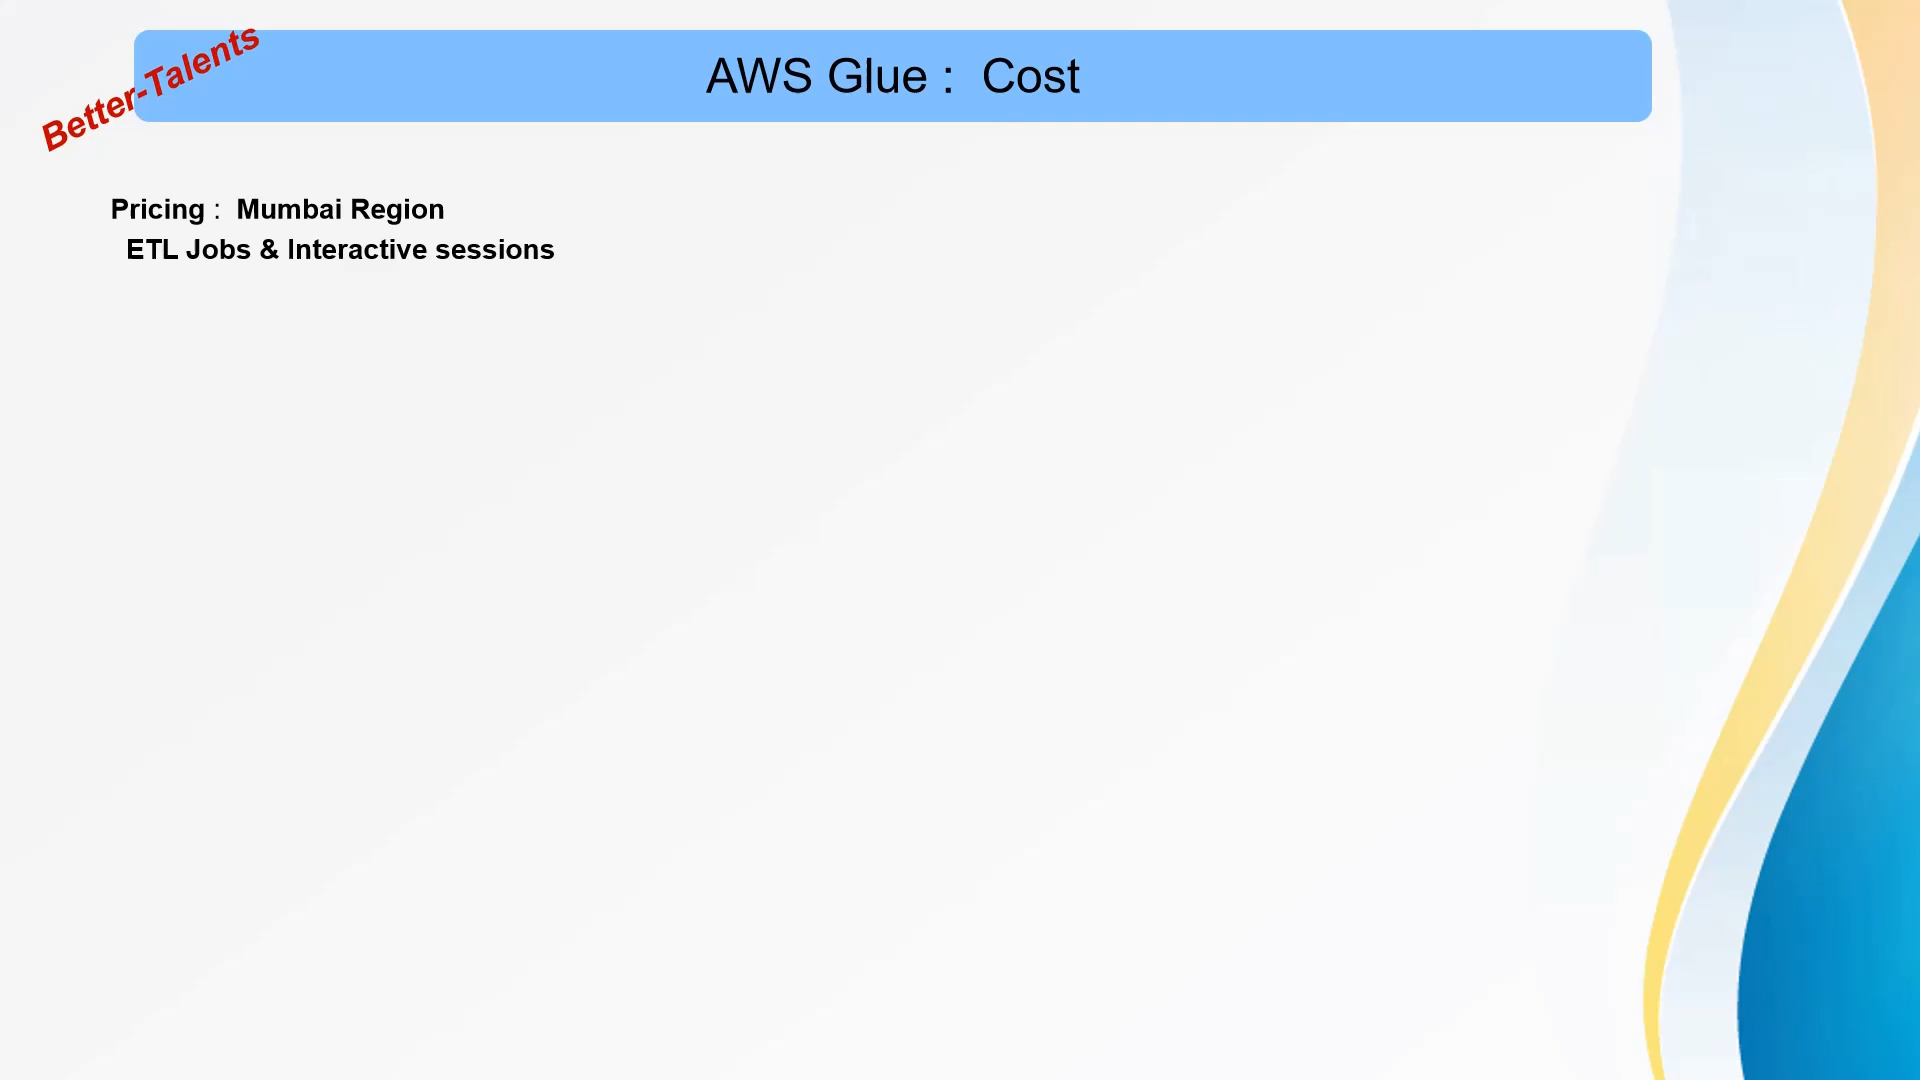 Better-Talents
AWS Glue :  Cost
Pricing :  Mumbai Region
ETL Jobs & Interactive sessions